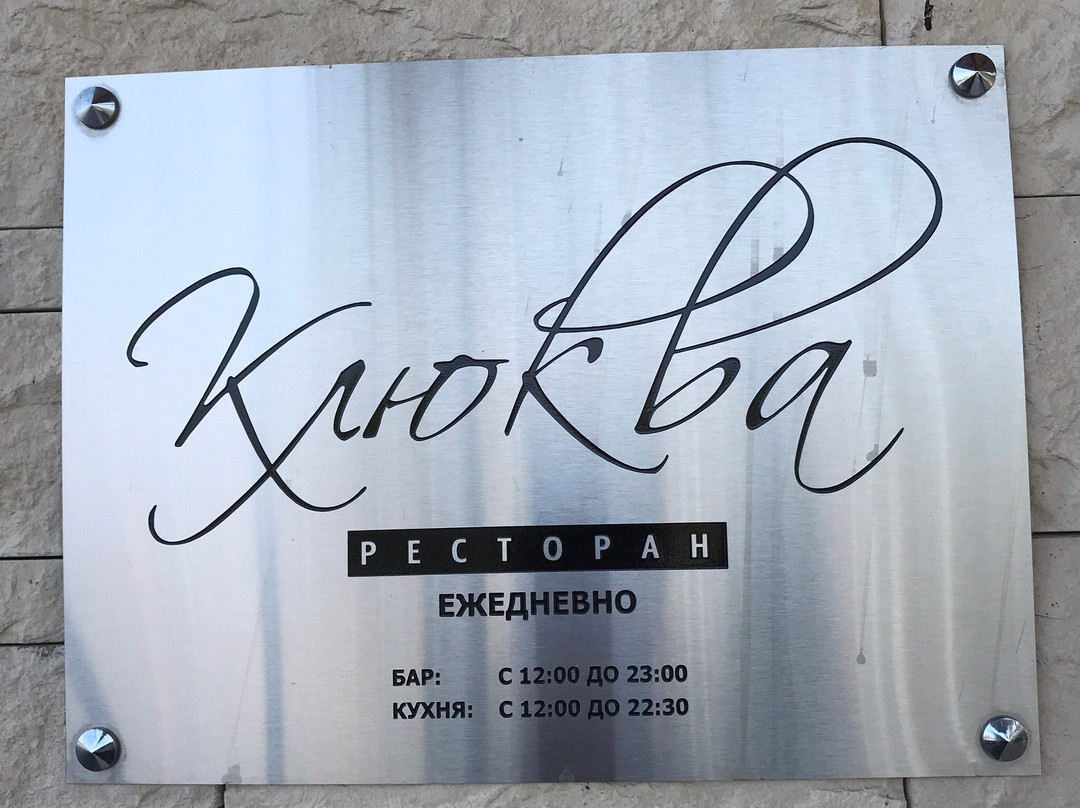 Клюква
РЕСТОРАН
ЕЖЕДНЕВНО
БАР: С 12:00 ДО 23:00
КУХНЯ: С 12:00 ДО 22:30